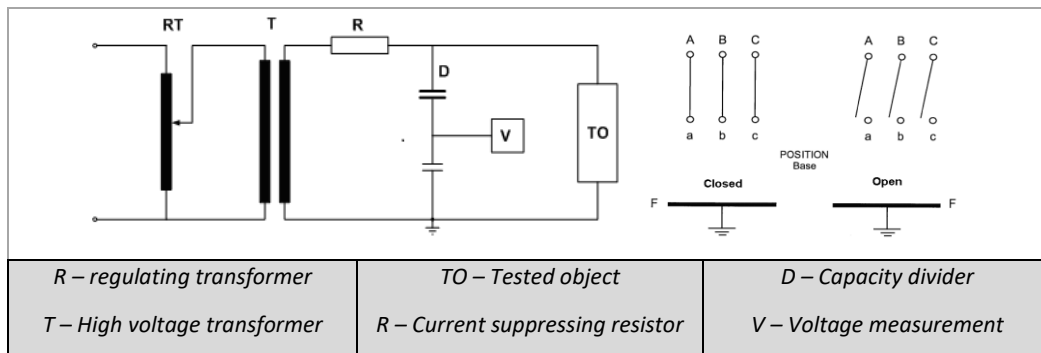 RT T R
D
V
TO
A B C
a b c
A B C
a b c
POSITION
Base
Closed
Open
F
F
R – regulating transformer
T – High voltage transformer
TO – Tested object
R – Current suppressing resistor
D – Capacity divider
V – Voltage measurement